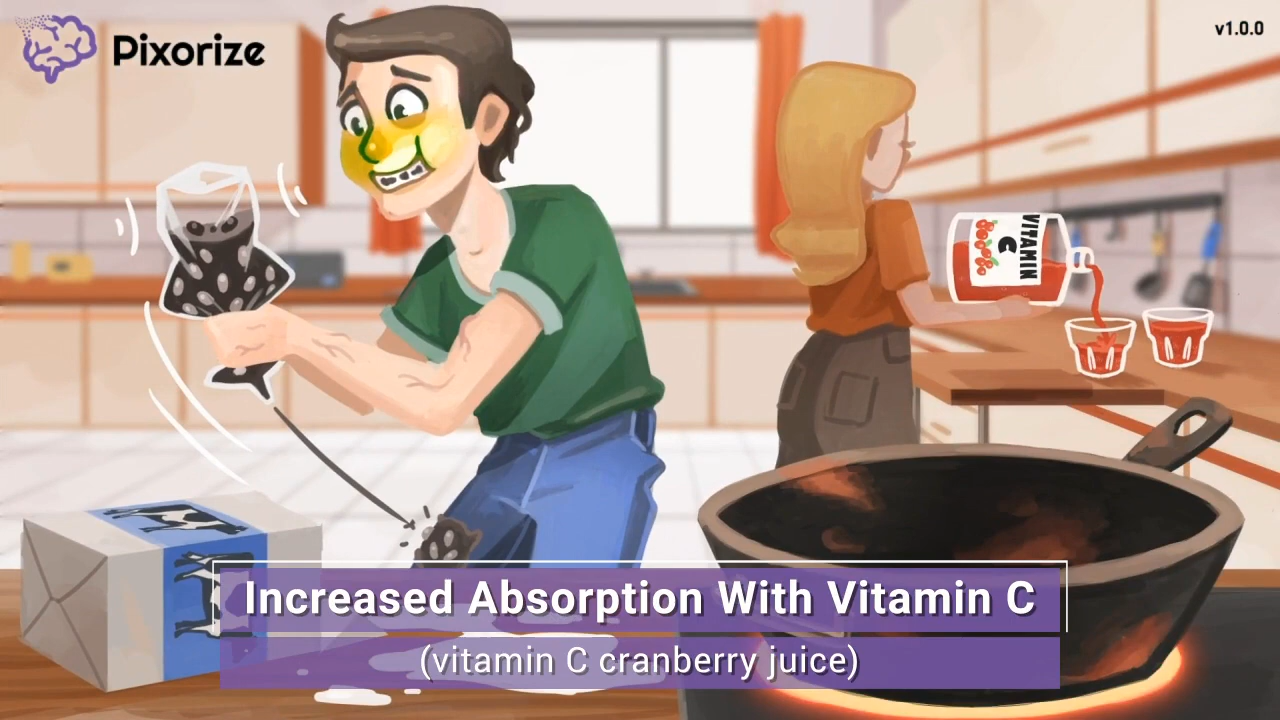 Pixorize
v1.0.0
VITAMIN
C
Increased Absorption With Vitamin C
(vitamin C cranberry juice)